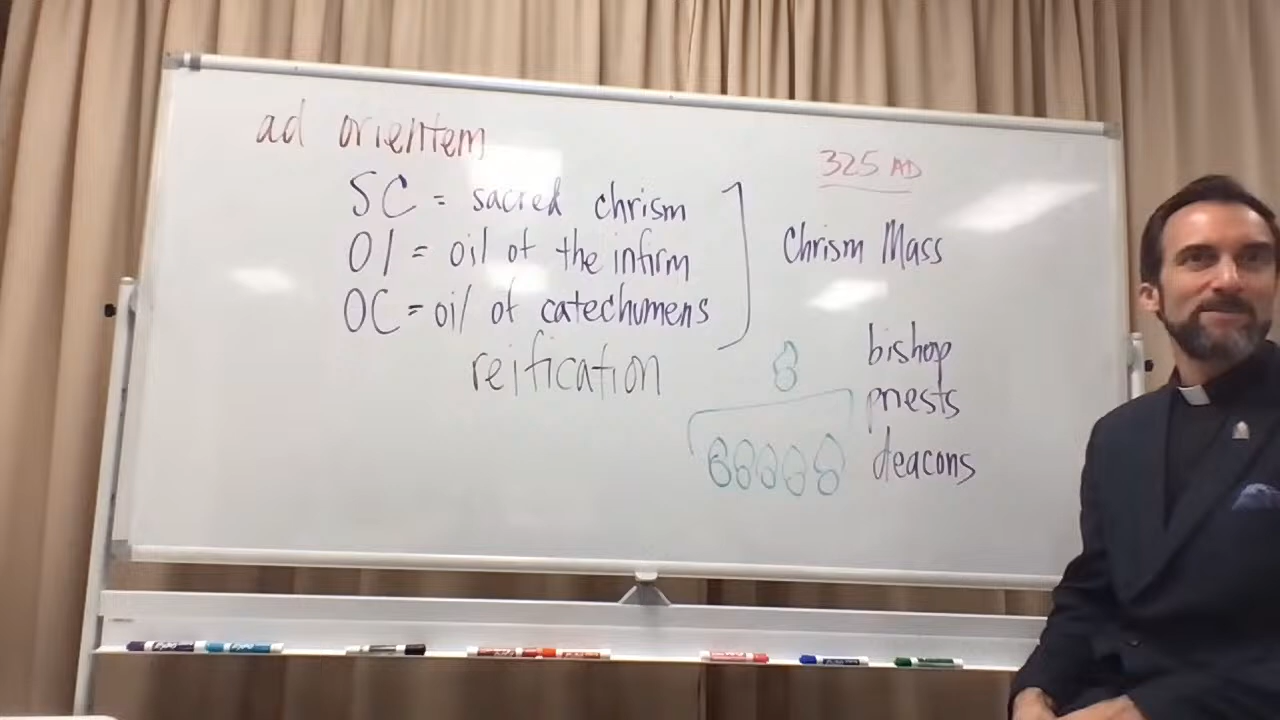 ad orientem
325 AD
SC = sacred chrism
OI = oil of the infirm
Chrism Mass
OC = oil of catechumens
reification
bishop
priests
deacons